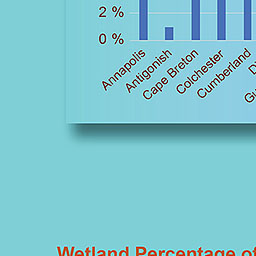 2 %
0 %
Annapolis
Antigonish
Cape Breton
Colchester
Cumberland
Wetland Percentage of